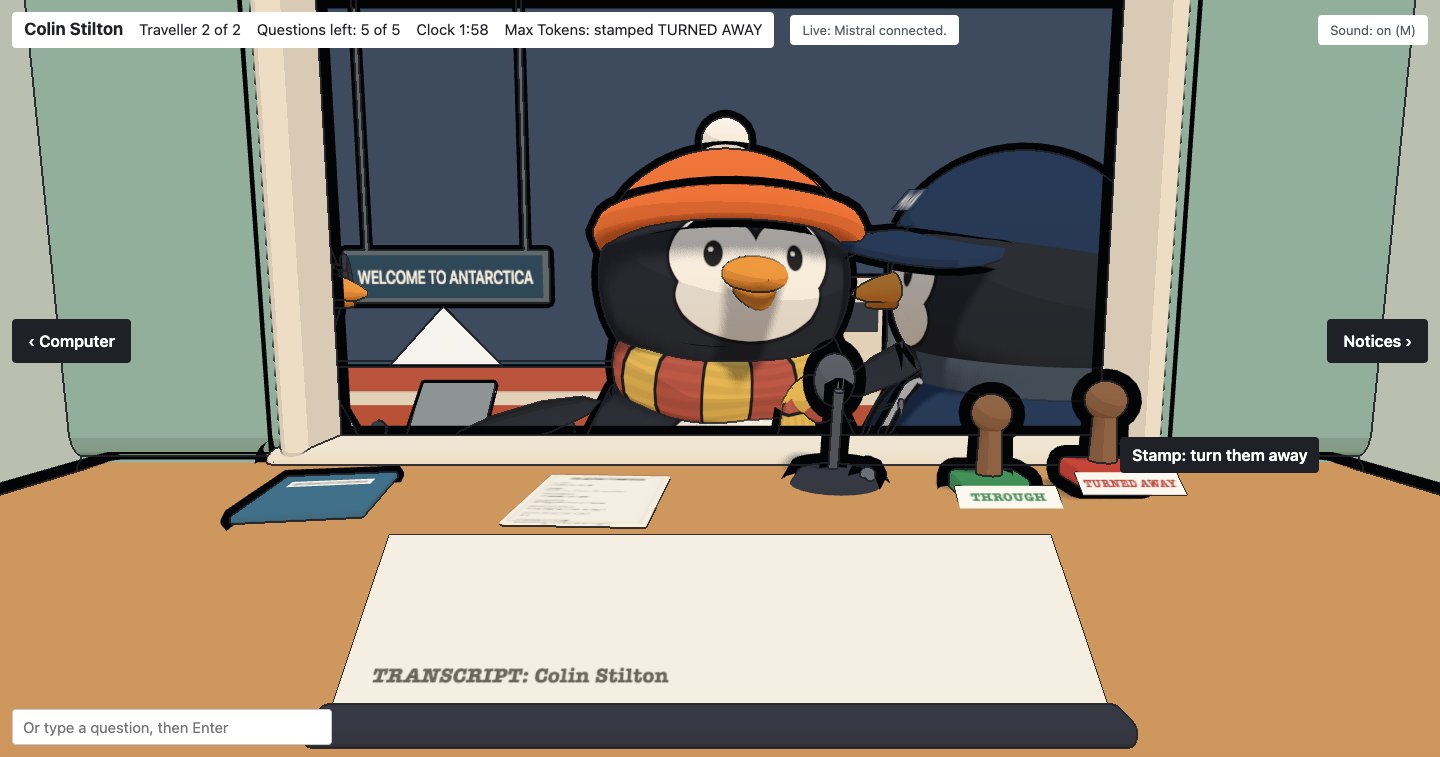 Colin Stilton Traveller 2 of 2 Questions left: 5 of 5 Clock 1:58 Max Tokens: stamped TURNED AWAY
Live: Mistral connected.
Sound: on (M)
WELCOME TO ANTARCTICA
‹ Computer
Notices ›
Stamp: turn them away
THROUGH
TURNED AWAY
TRANSCRIPT: Colin Stilton
Or type a question, then Enter